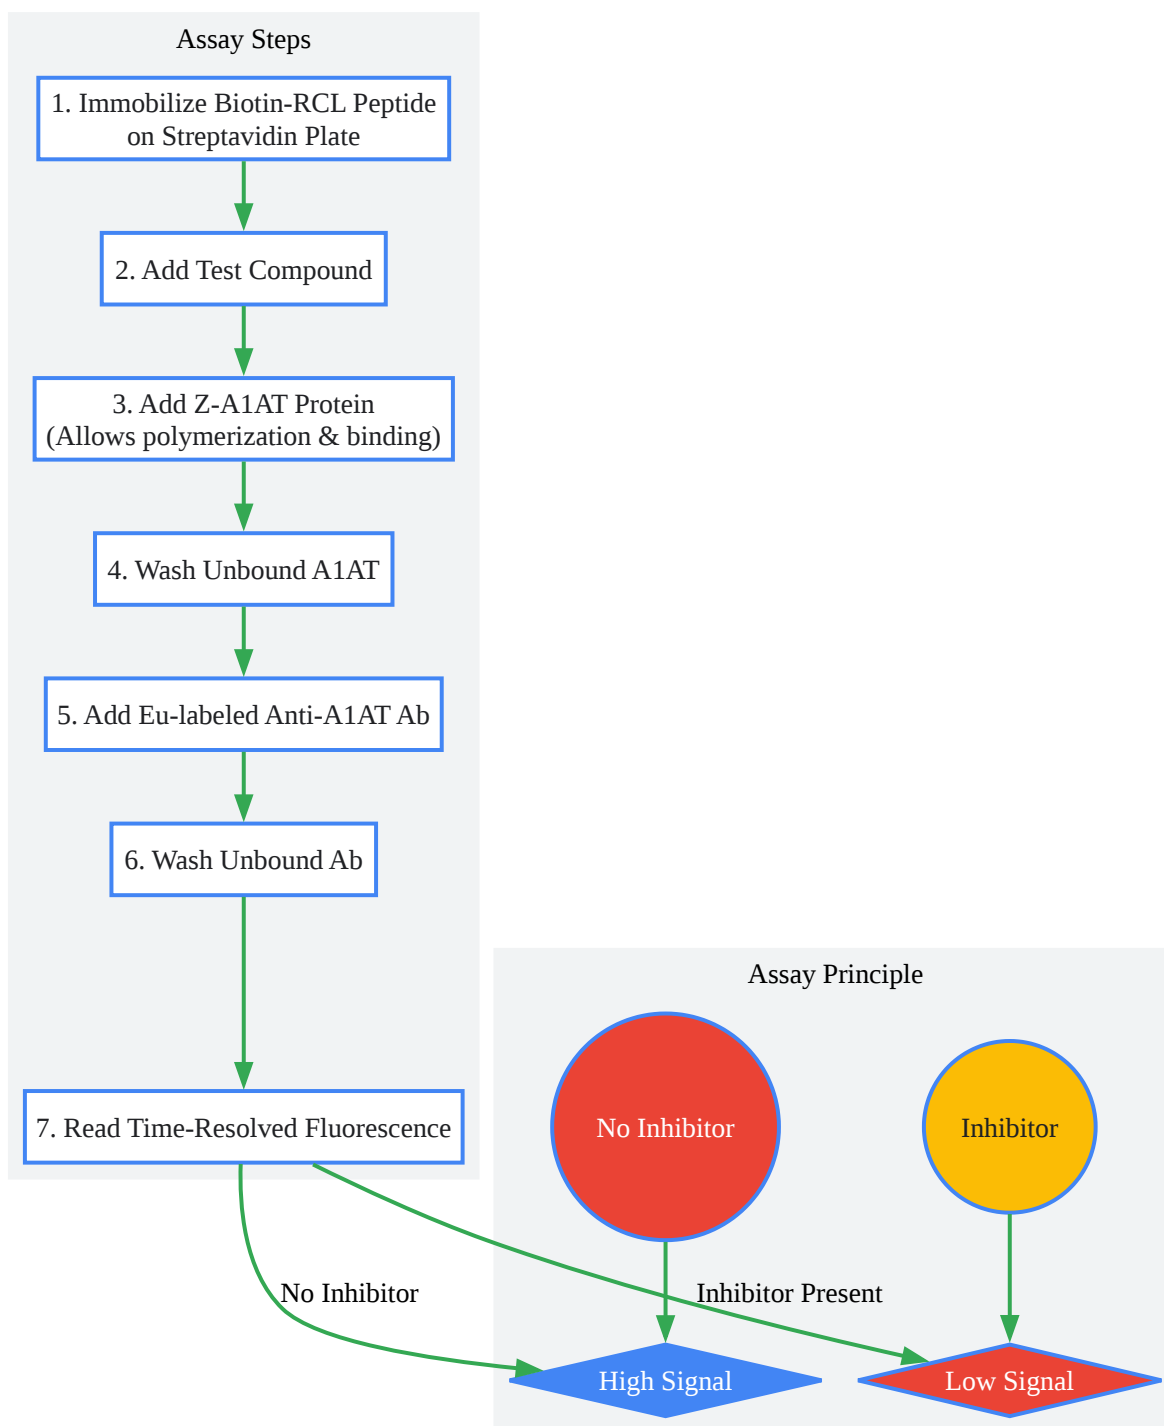 Assay Steps
1. Immobilize Biotin-RCL Peptide
on Streptavidin Plate
2. Add Test Compound
3. Add Z-A1AT Protein
(Allows polymerization & binding)
4. Wash Unbound A1AT
5. Add Eu-labeled Anti-A1AT Ab
6. Wash Unbound Ab
7. Read Time-Resolved Fluorescence
Assay Principle
No Inhibitor
Inhibitor
No Inhibitor
Inhibitor Present
High Signal
Low Signal